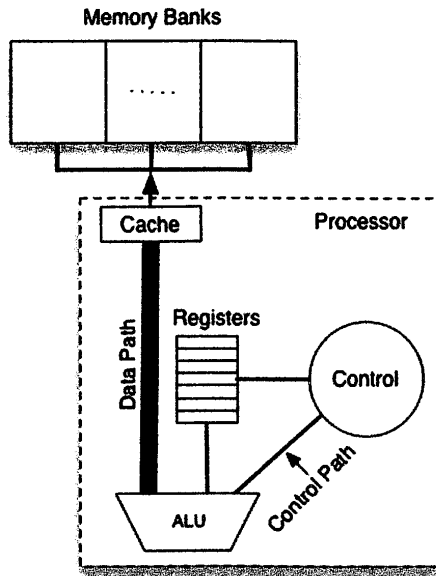 Memory Banks
.....
Processor
Cache
Data Path
Registers
Control
Control Path
ALU